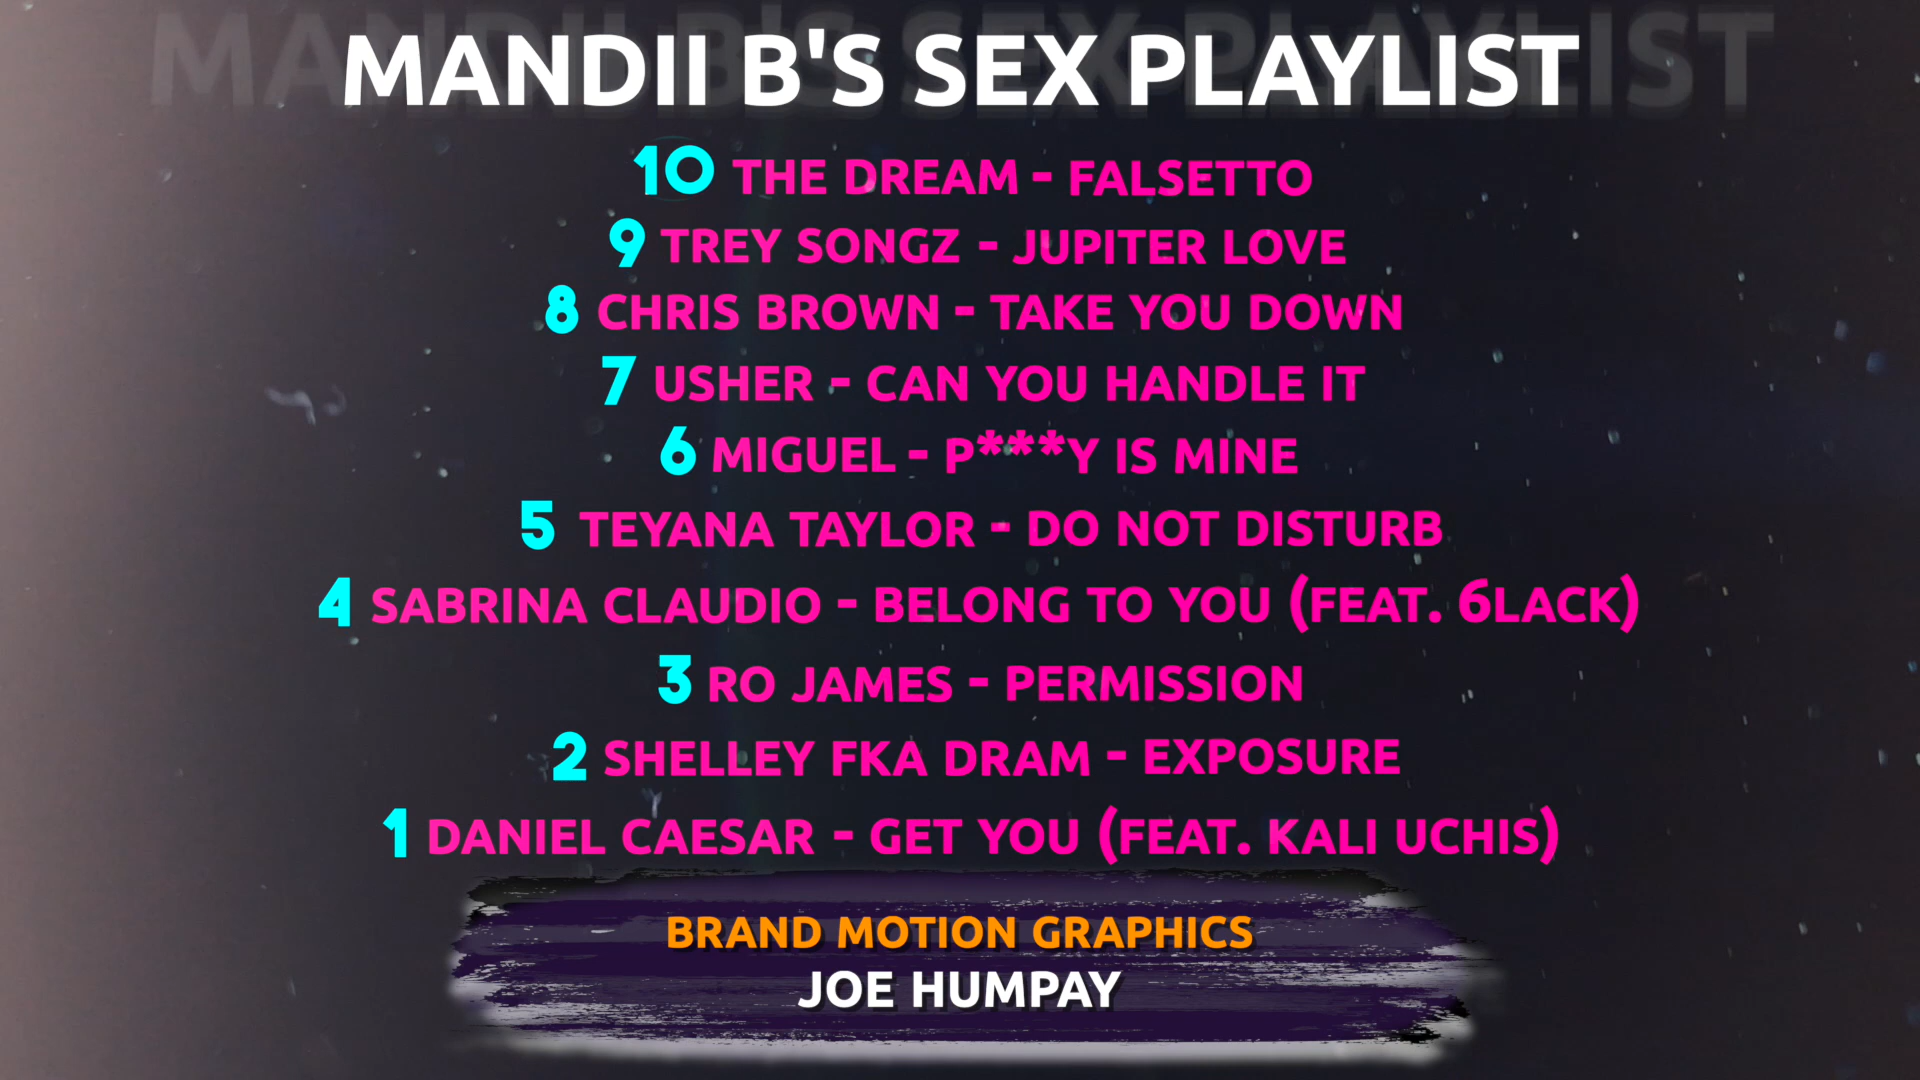 MANDII B'S SEX PLAYLIST
10 THE DREAM - FALSETTO
9 TREY SONGZ - JUPITER LOVE
8 CHRIS BROWN - TAKE YOU DOWN
7 USHER - CAN YOU HANDLE IT
6 MIGUEL - P***Y IS MINE
5 TEYANA TAYLOR - DO NOT DISTURB
4 SABRINA CLAUDIO - BELONG TO YOU (FEAT. 6LACK)
3 RO JAMES - PERMISSION
2 SHELLEY FKA DRAM - EXPOSURE
1 DANIEL CAESAR - GET YOU (FEAT. KALI UCHIS)
BRAND MOTION GRAPHICS
JOE HUMPAY